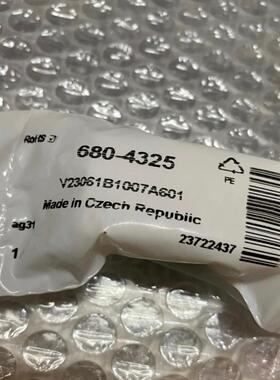 RoHS
680-4325
V23061B1007A601
Made in Czech Republic
PE
23722437
ag31
1